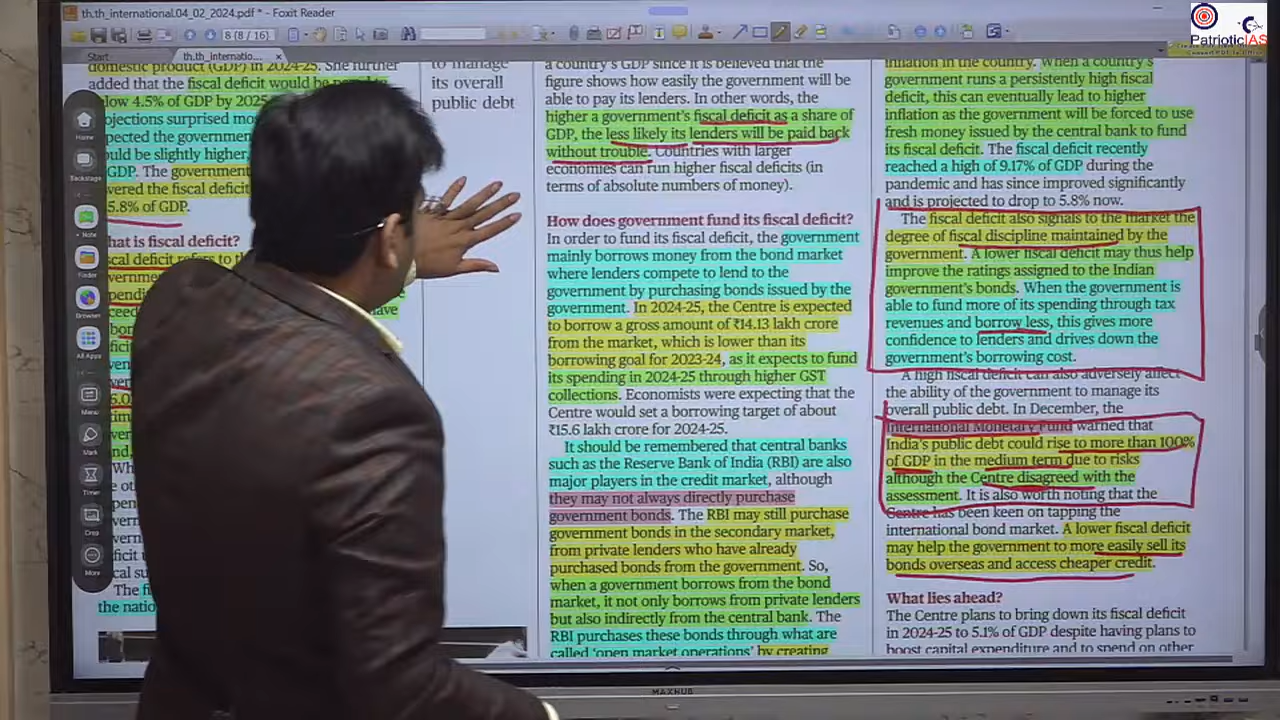 th.th_international.04_02_2024.pdf * - Foxit Reader
8 (8 / 16)
PatrioticIAS
Start
th.th_internatio...
Home
Backstage
Note
Finder
Browser
All Apps
Menu
Mark
Timer
Crop
More
domestic product (GDP) in 2024-25. She further
added that the fiscal deficit would be
4.5% of GDP by 2025
surprised
the government
be slightly higher,
GDP. The government
the fiscal deficit
5.8% of GDP.
is fiscal deficit?
deficit refers to
The
the
to manage
its overall
public debt
a country's GDP since it is believed that the
figure shows how easily the government will be
able to pay its lenders. In other words, the
higher a government's fiscal deficit as a share of
GDP, the less likely its lenders will be paid back
without trouble. Countries with larger
economies can run higher fiscal deficits (in
terms of absolute numbers of money).
How does government fund its fiscal deficit?
In order to fund its fiscal deficit, the government
mainly borrows money from the bond market
where lenders compete to lend to the
government by purchasing bonds issued by the
government. In 2024-25, the Centre is expected
to borrow a gross amount of ₹14.13 lakh crore
from the market, which is lower than its
borrowing goal for 2023-24, as it expects to fund
its spending in 2024-25 through higher GST
collections. Economists were expecting that the
Centre would set a borrowing target of about
₹15.6 lakh crore for 2024-25.
It should be remembered that central banks
such as the Reserve Bank of India (RBI) are also
major players in the credit market, although
they may not always directly purchase
government bonds. The RBI may still purchase
government bonds in the secondary market,
from private lenders who have already
purchased bonds from the government. So,
when a government borrows from the bond
market, it not only borrows from private lenders
but also indirectly from the central bank. The
RBI purchases these bonds through what are
called 'open market operations' by creating
inflation in the country. When a country's
government runs a persistently high fiscal
deficit, this can eventually lead to higher
inflation as the government will be forced to use
fresh money issued by the central bank to fund
its fiscal deficit. The fiscal deficit recently
reached a high of 9.17% of GDP during the
pandemic and has since improved significantly
and is projected to drop to 5.8% now.
The fiscal deficit also signals to the market the
degree of fiscal discipline maintained by the
government. A lower fiscal deficit may thus help
improve the ratings assigned to the Indian
government's bonds. When the government is
able to fund more of its spending through tax
revenues and borrow less, this gives more
confidence to lenders and drives down the
government's borrowing cost.
A high fiscal deficit can also adversely affect
the ability of the government to manage its
overall public debt. In December, the
International Monetary Fund warned that
India's public debt could rise to more than 100%
of GDP in the medium term due to risks
although the Centre disagreed with the
assessment. It is also worth noting that the
Centre has been keen on tapping the
international bond market. A lower fiscal deficit
may help the government to more easily sell its
bonds overseas and access cheaper credit.
What lies ahead?
The Centre plans to bring down its fiscal deficit
in 2024-25 to 5.1% of GDP despite having plans to
boost capital expenditure and to spend on other
MAXHUB